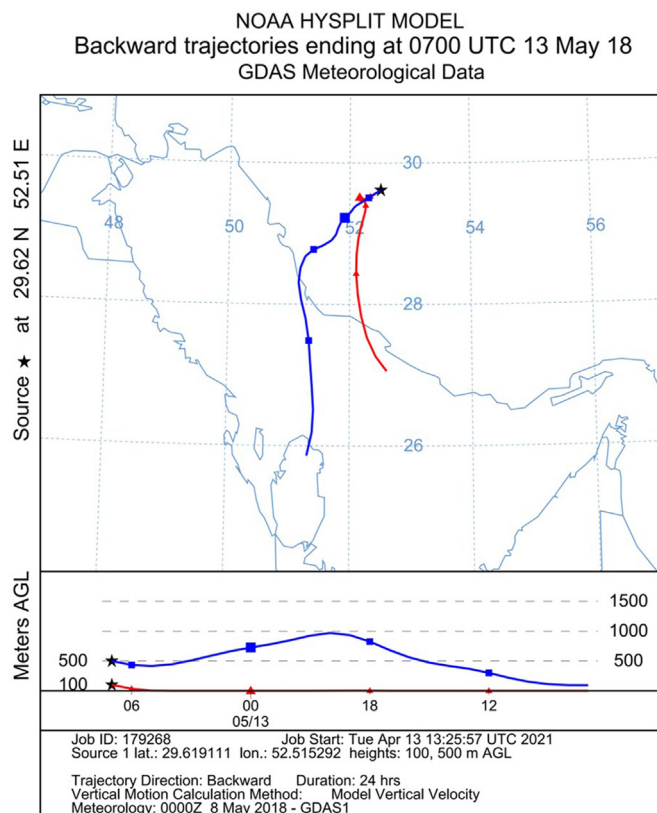 NOAA HYSPLIT MODEL
Backward trajectories ending at 0700 UTC 13 May 18
GDAS Meteorological Data
Source ★ at 29.62 N 52.51 E
30
48
50
52
54
56
28
26
Meters AGL
1500
1000
500
500
100
06
00
18
12
05/13
Job ID: 179268 Job Start: Tue Apr 13 13:25:57 UTC 2021
Source 1 lat.: 29.619111 lon.: 52.515292 heights: 100, 500 m AGL
Trajectory Direction: Backward Duration: 24 hrs
Vertical Motion Calculation Method: Model Vertical Velocity
Meteorology: 0000Z 8 May 2018 - GDAS1